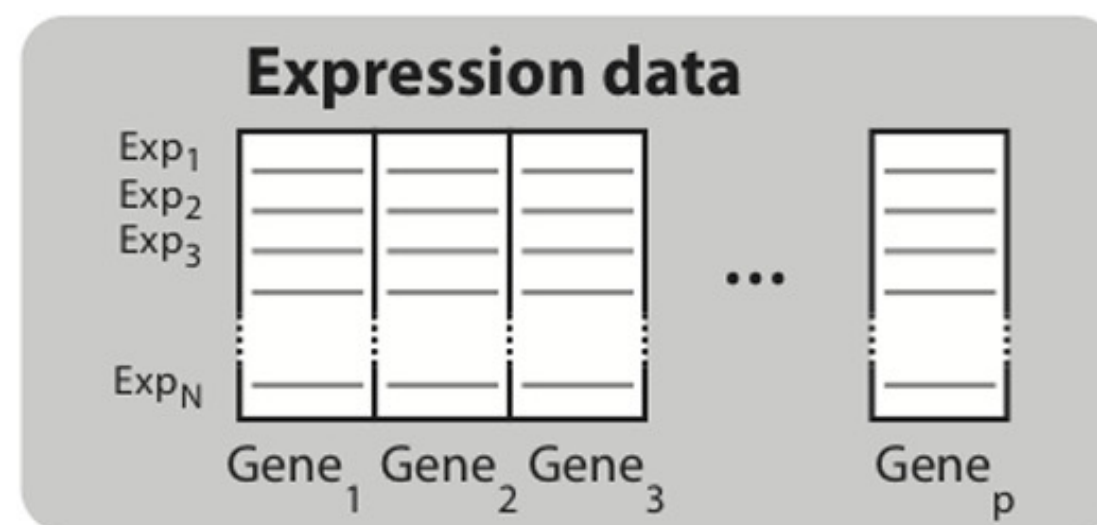 Expression data
Exp1
Exp2
Exp3
...
ExpN
Gene1 Gene2 Gene3 Genep